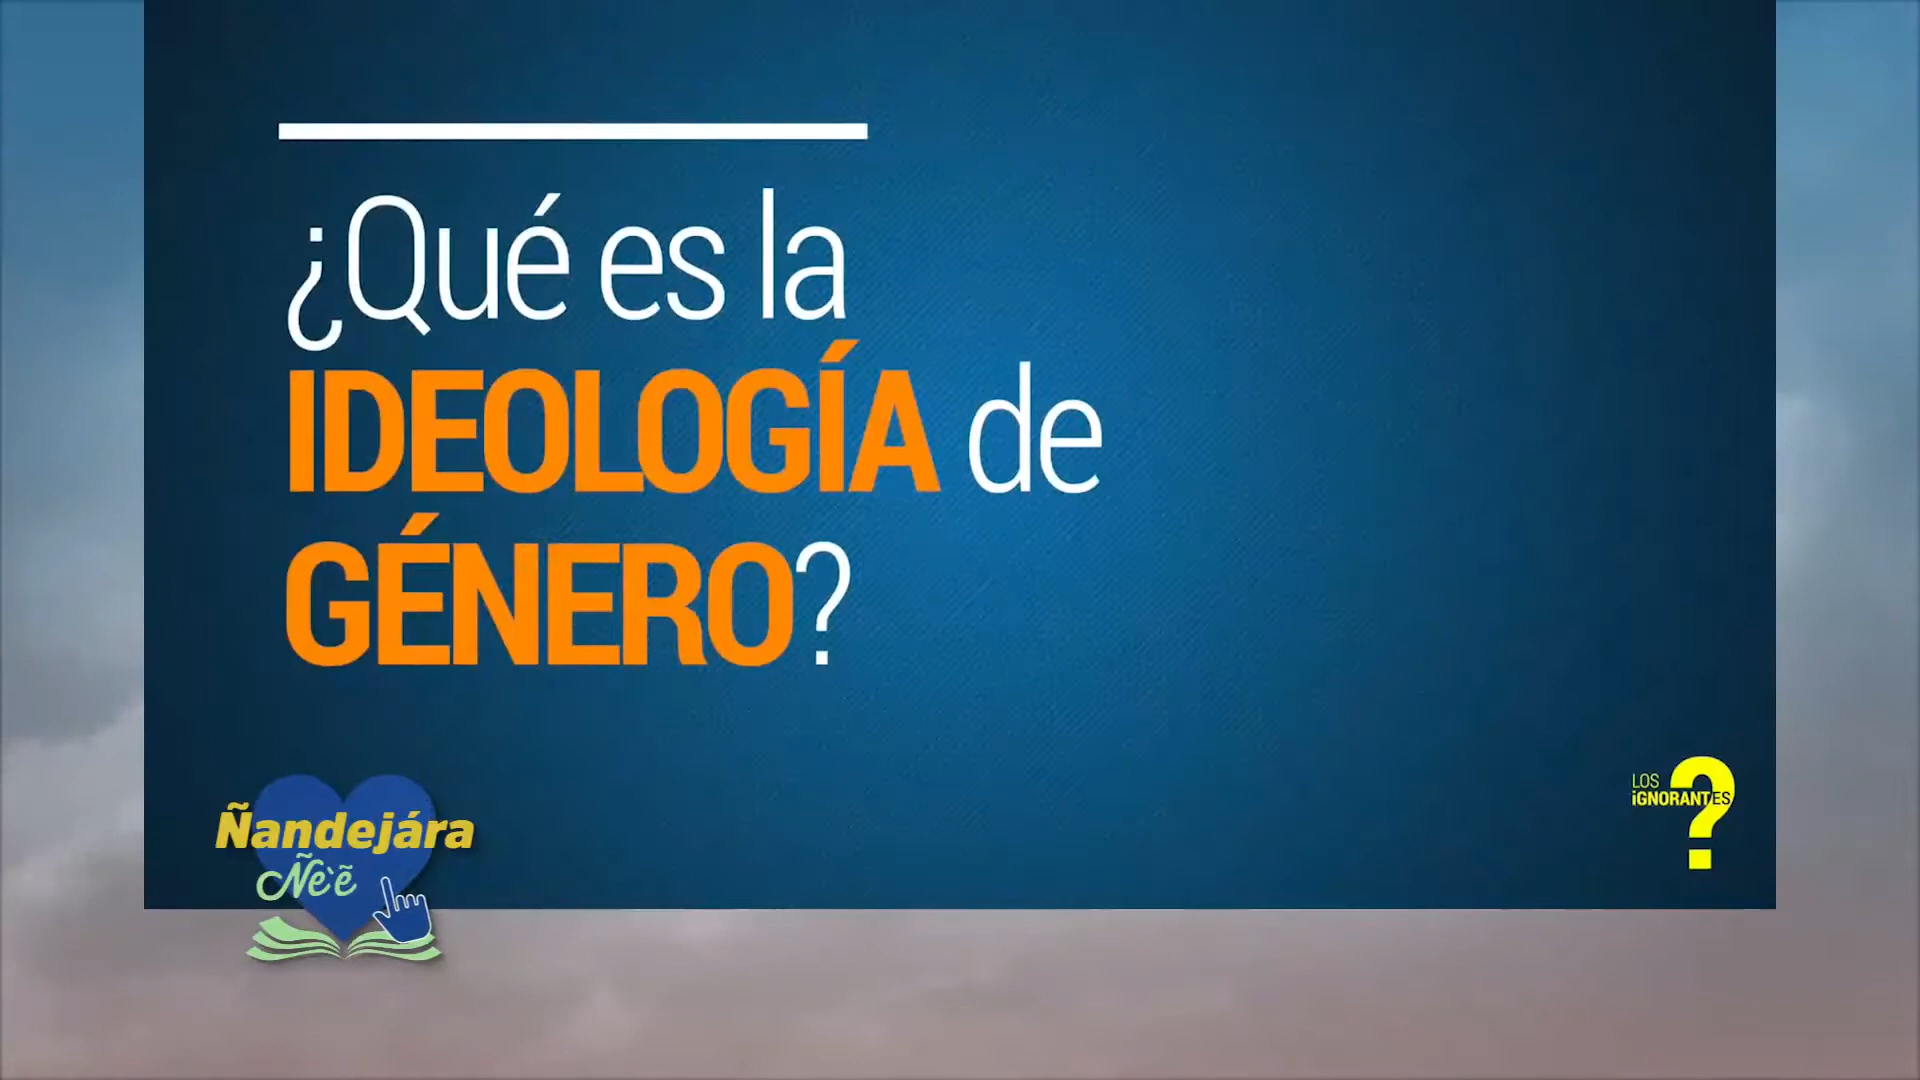 ¿Qué es la
IDEOLOGÍA de
GÉNERO?
LOS
iGNORANTES
Ñandejára
Ñe'ẽ